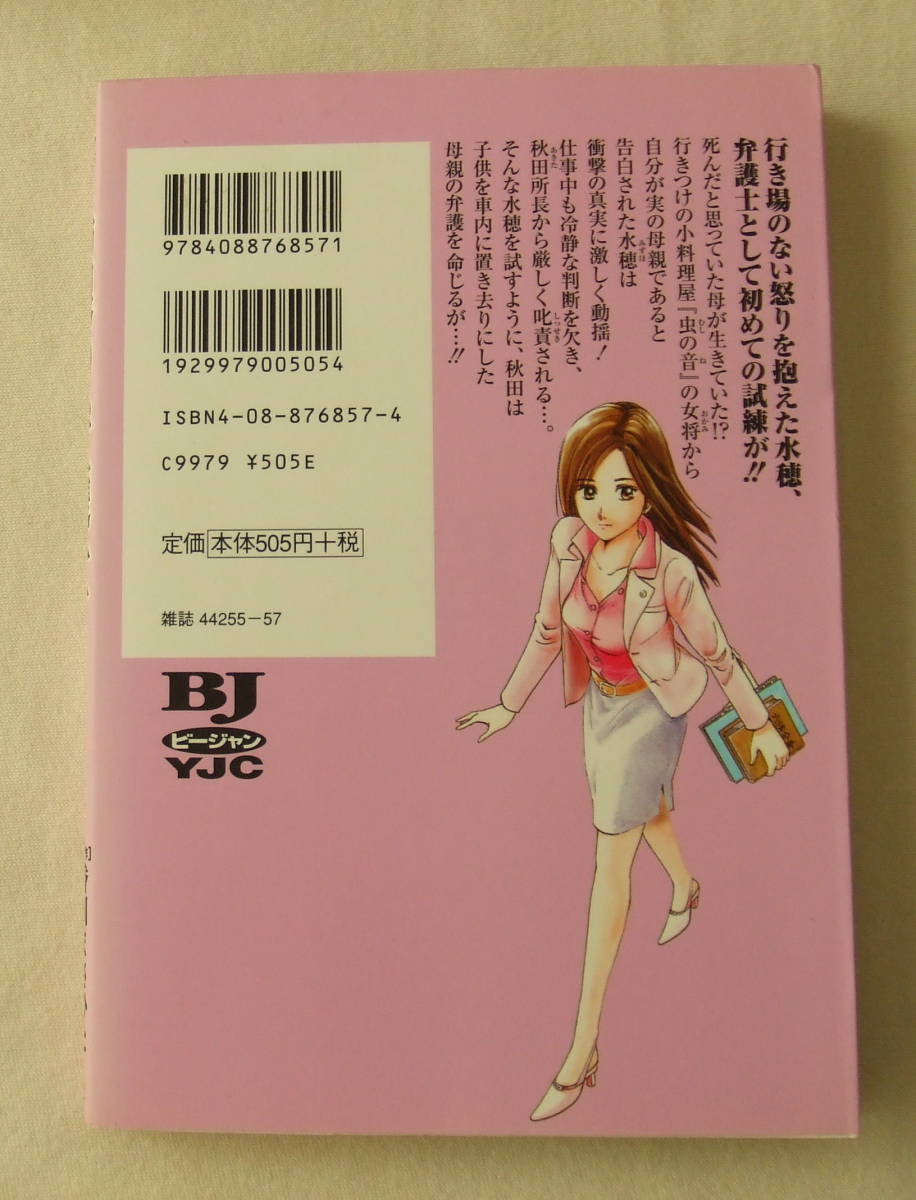 行き場のない怒りを抱えた水穂、
弁護士として初めての試練が!!
死んだと思っていた母が生きていた!?
行きつけの小料理屋『虫の音』の女将から
自分が実の母親であると
告白された水穂は
衝撃の真実に激しく動揺!
仕事中も冷静な判断を欠き、
秋田所長から厳しく叱責される…。
そんな水穂を試すように、秋田は
子供を車内に置き去りにした
母親の弁護を命じるが…!!
9784088768571
1929979005054
ISBN4-08-876857-4
C9979 ¥505E
定価 本体505円+税
雑誌 44255-57
BJ
ビージャン
YJC